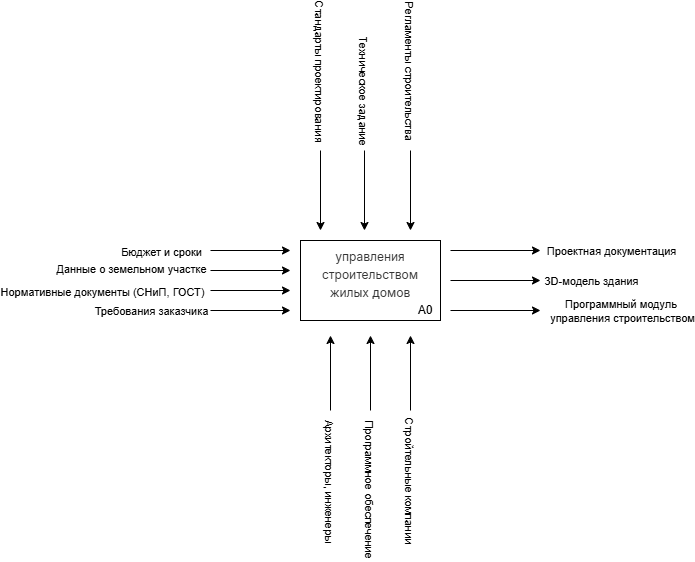 Стандарты проектирования
Техническое задание
Регламенты строительства
Бюджет и сроки
Данные о земельном участке
Нормативные документы (СНиП, ГОСТ)
Требования заказчика
управления
строительством
жилых домов
A0
Проектная документация
3D-модель здания
Программный модуль
управления строительством
Архитекторы, инженеры
Программное обеспечение
Стройтельные компании